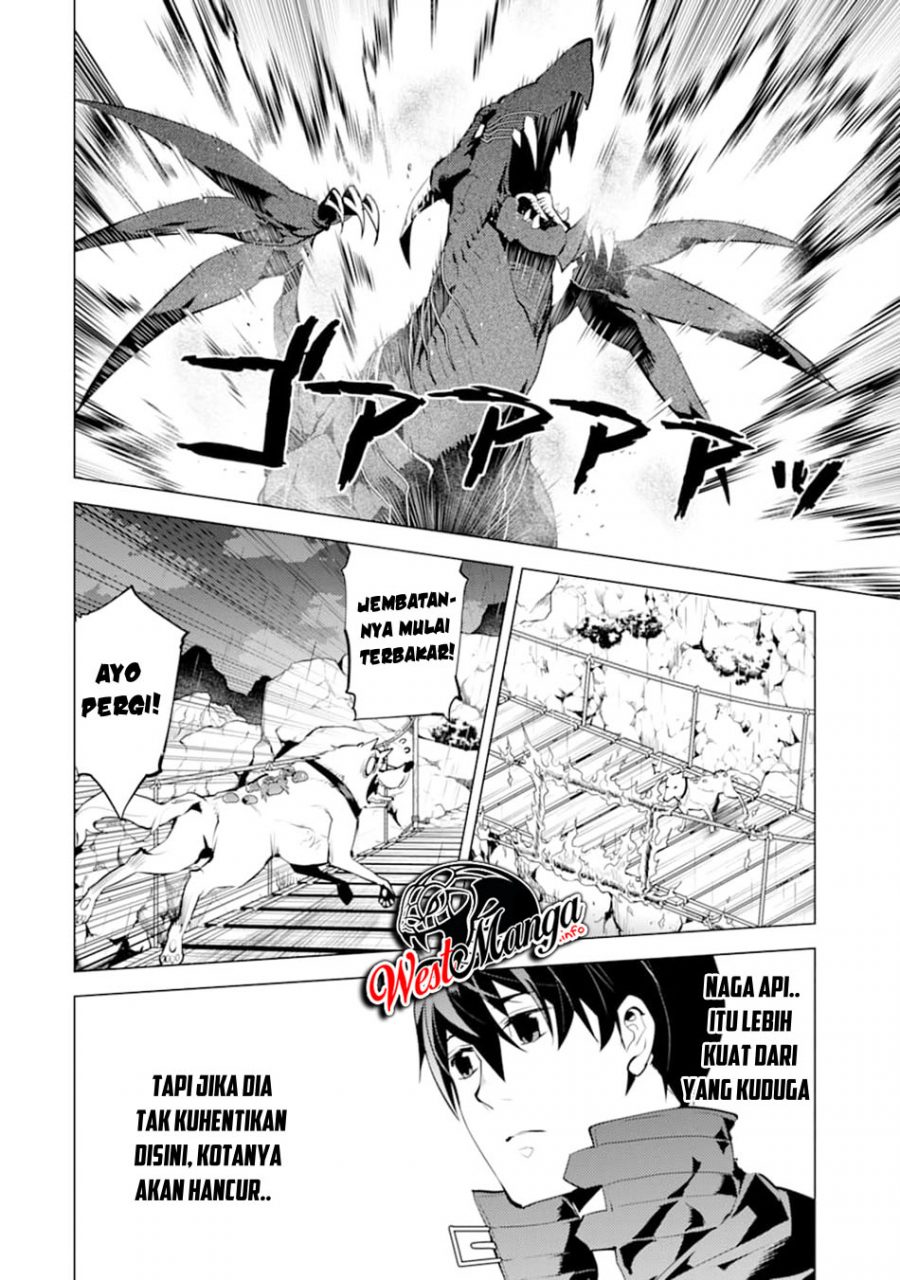 ゴアアアアッ
JEMBATAN-
NYA MULAI
TERBAKAR!
AYO
PERGI!
WestManga
.info
NAGA API..
ITU LEBIH
KUAT DARI
YANG KUDUGA
TAPI JIKA DIA
TAK KUHENTIKAN
DISINI, KOTANYA
AKAN HANCUR..